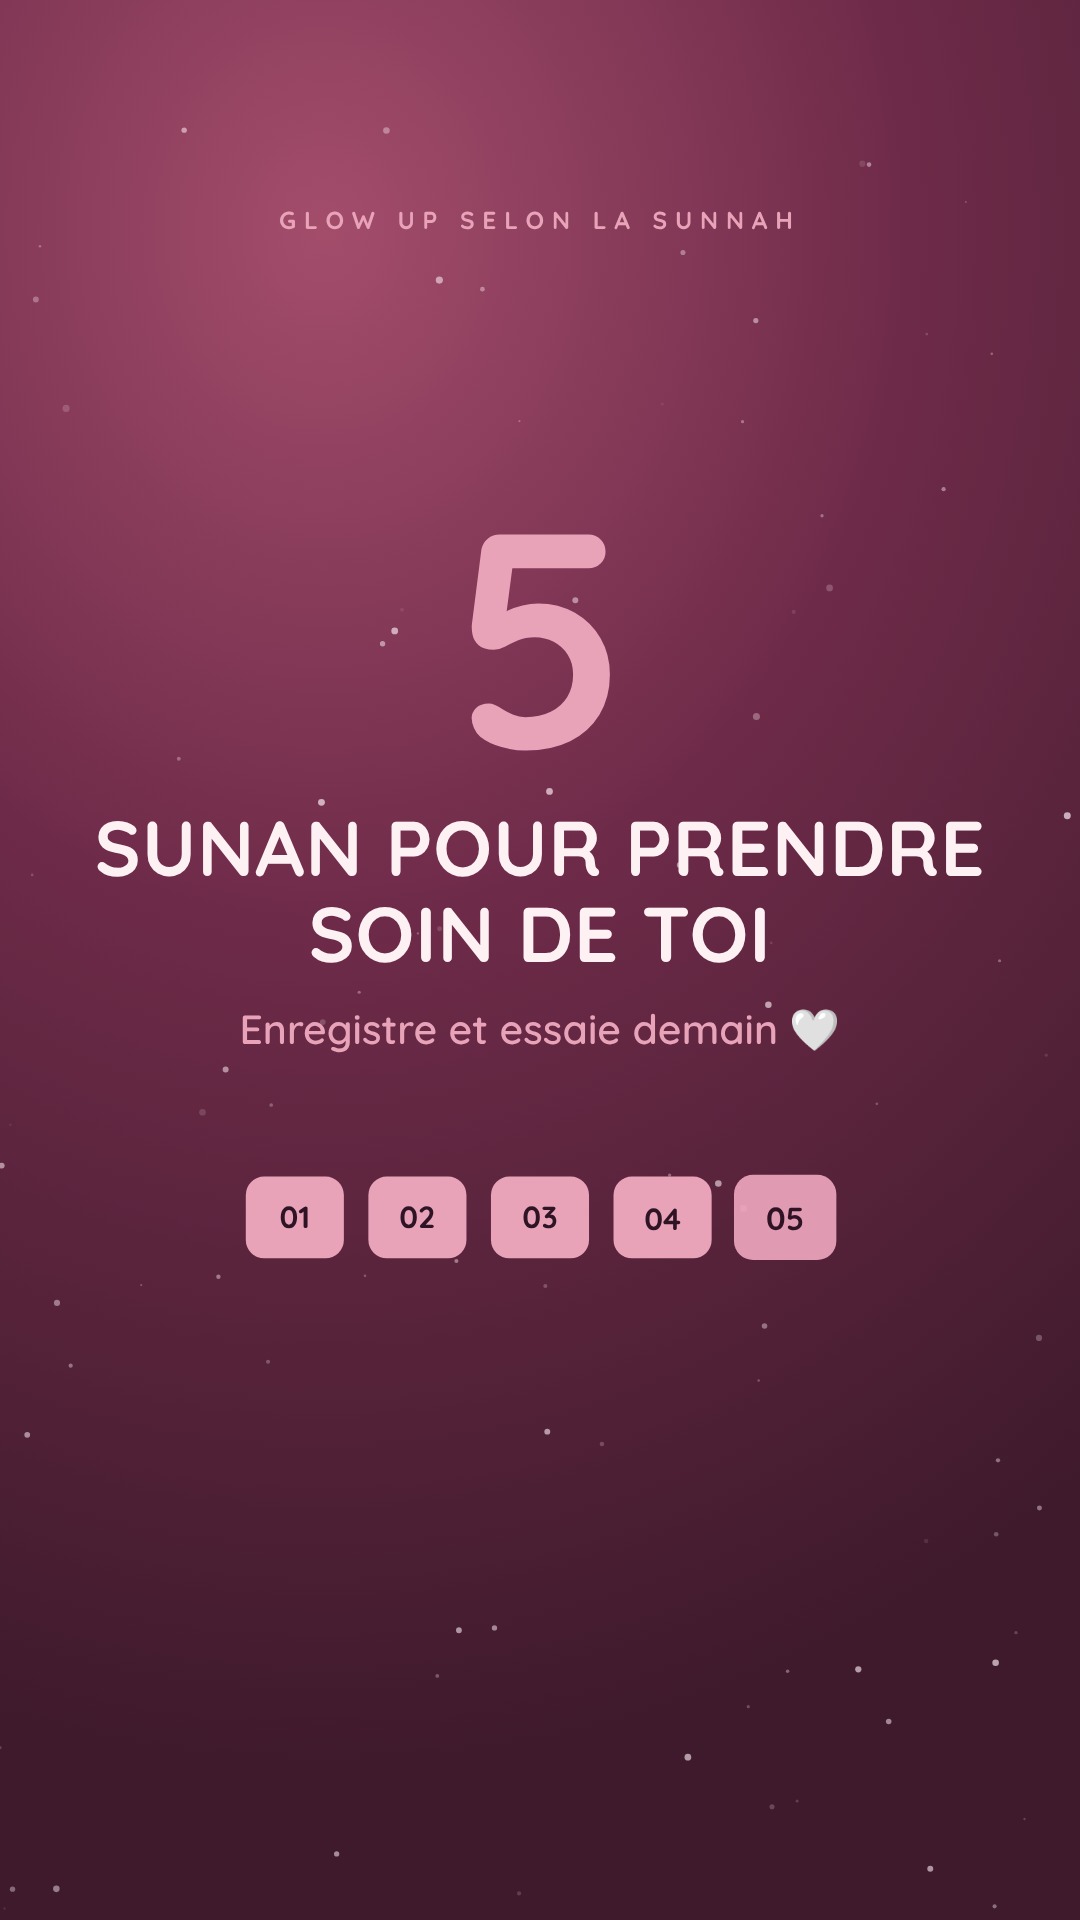 GLOW UP SELON LA SUNNAH
5
SUNAN POUR PRENDRE
SOIN DE TOI
Enregistre et essaie demain 🤍
01 02 03 04 05